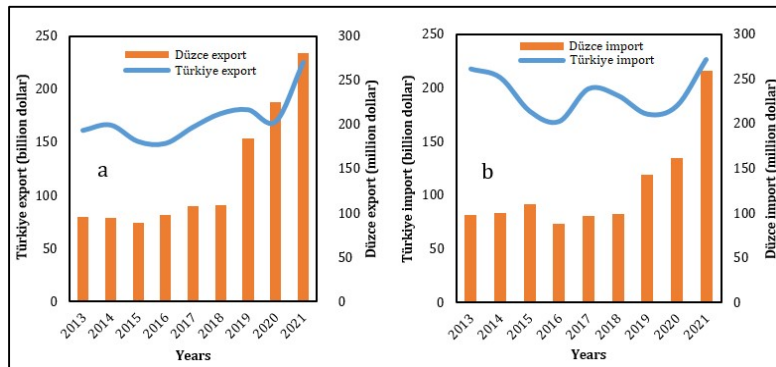 Düzce export
Türkiye export
Türkiye export (billion dollar)
250
200
150
100
50
0
a
300
250
200
150
100
50
0
Düzce export (million dollar)
2013 2014 2015 2016 2017 2018 2019 2020 2021
Years
Düzce import
Türkiye import
Türkiye import (billion dollar)
250
200
150
100
50
0
b
300
250
200
150
100
50
0
Düzce import (million dollar)
2013 2014 2015 2016 2017 2018 2019 2020 2021
Years